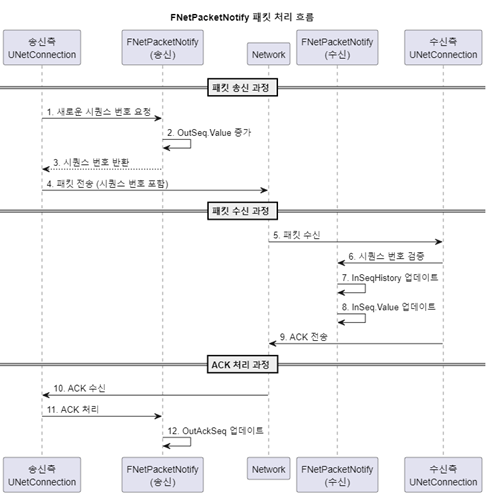 FNetPacketNotify 패킷 처리 흐름
송신측
UNetConnection
FNetPacketNotify
(송신)
Network
FNetPacketNotify
(수신)
수신측
UNetConnection
패킷 송신 과정
1. 새로운 시퀀스 번호 요청
2. OutSeq.Value 증가
3. 시퀀스 번호 반환
4. 패킷 전송 (시퀀스 번호 포함)
패킷 수신 과정
5. 패킷 수신
6. 시퀀스 번호 검증
7. InSeqHistory 업데이트
8. InSeq.Value 업데이트
9. ACK 전송
ACK 처리 과정
10. ACK 수신
11. ACK 처리
12. OutAckSeq 업데이트
송신측
UNetConnection
FNetPacketNotify
(송신)
Network
FNetPacketNotify
(수신)
수신측
UNetConnection